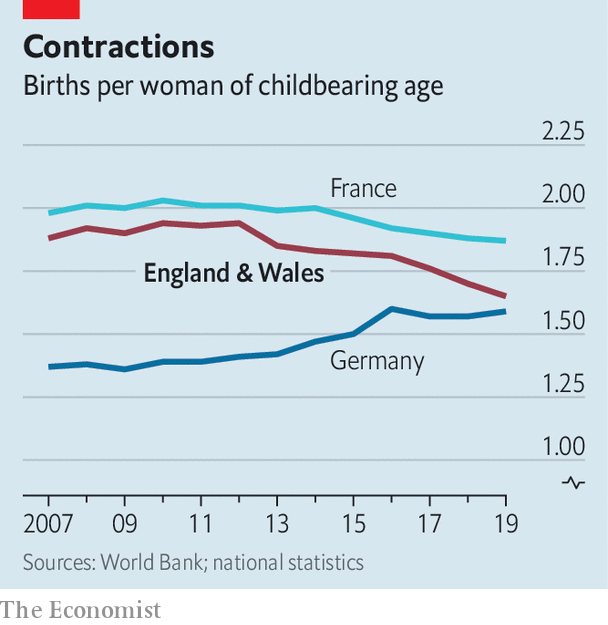 Contractions
Births per woman of childbearing age
2.25
France
2.00
1.75
England & Wales
1.50
Germany
1.25
1.00
2007 09 11 13 15 17 19
Sources: World Bank; national statistics
The Economist